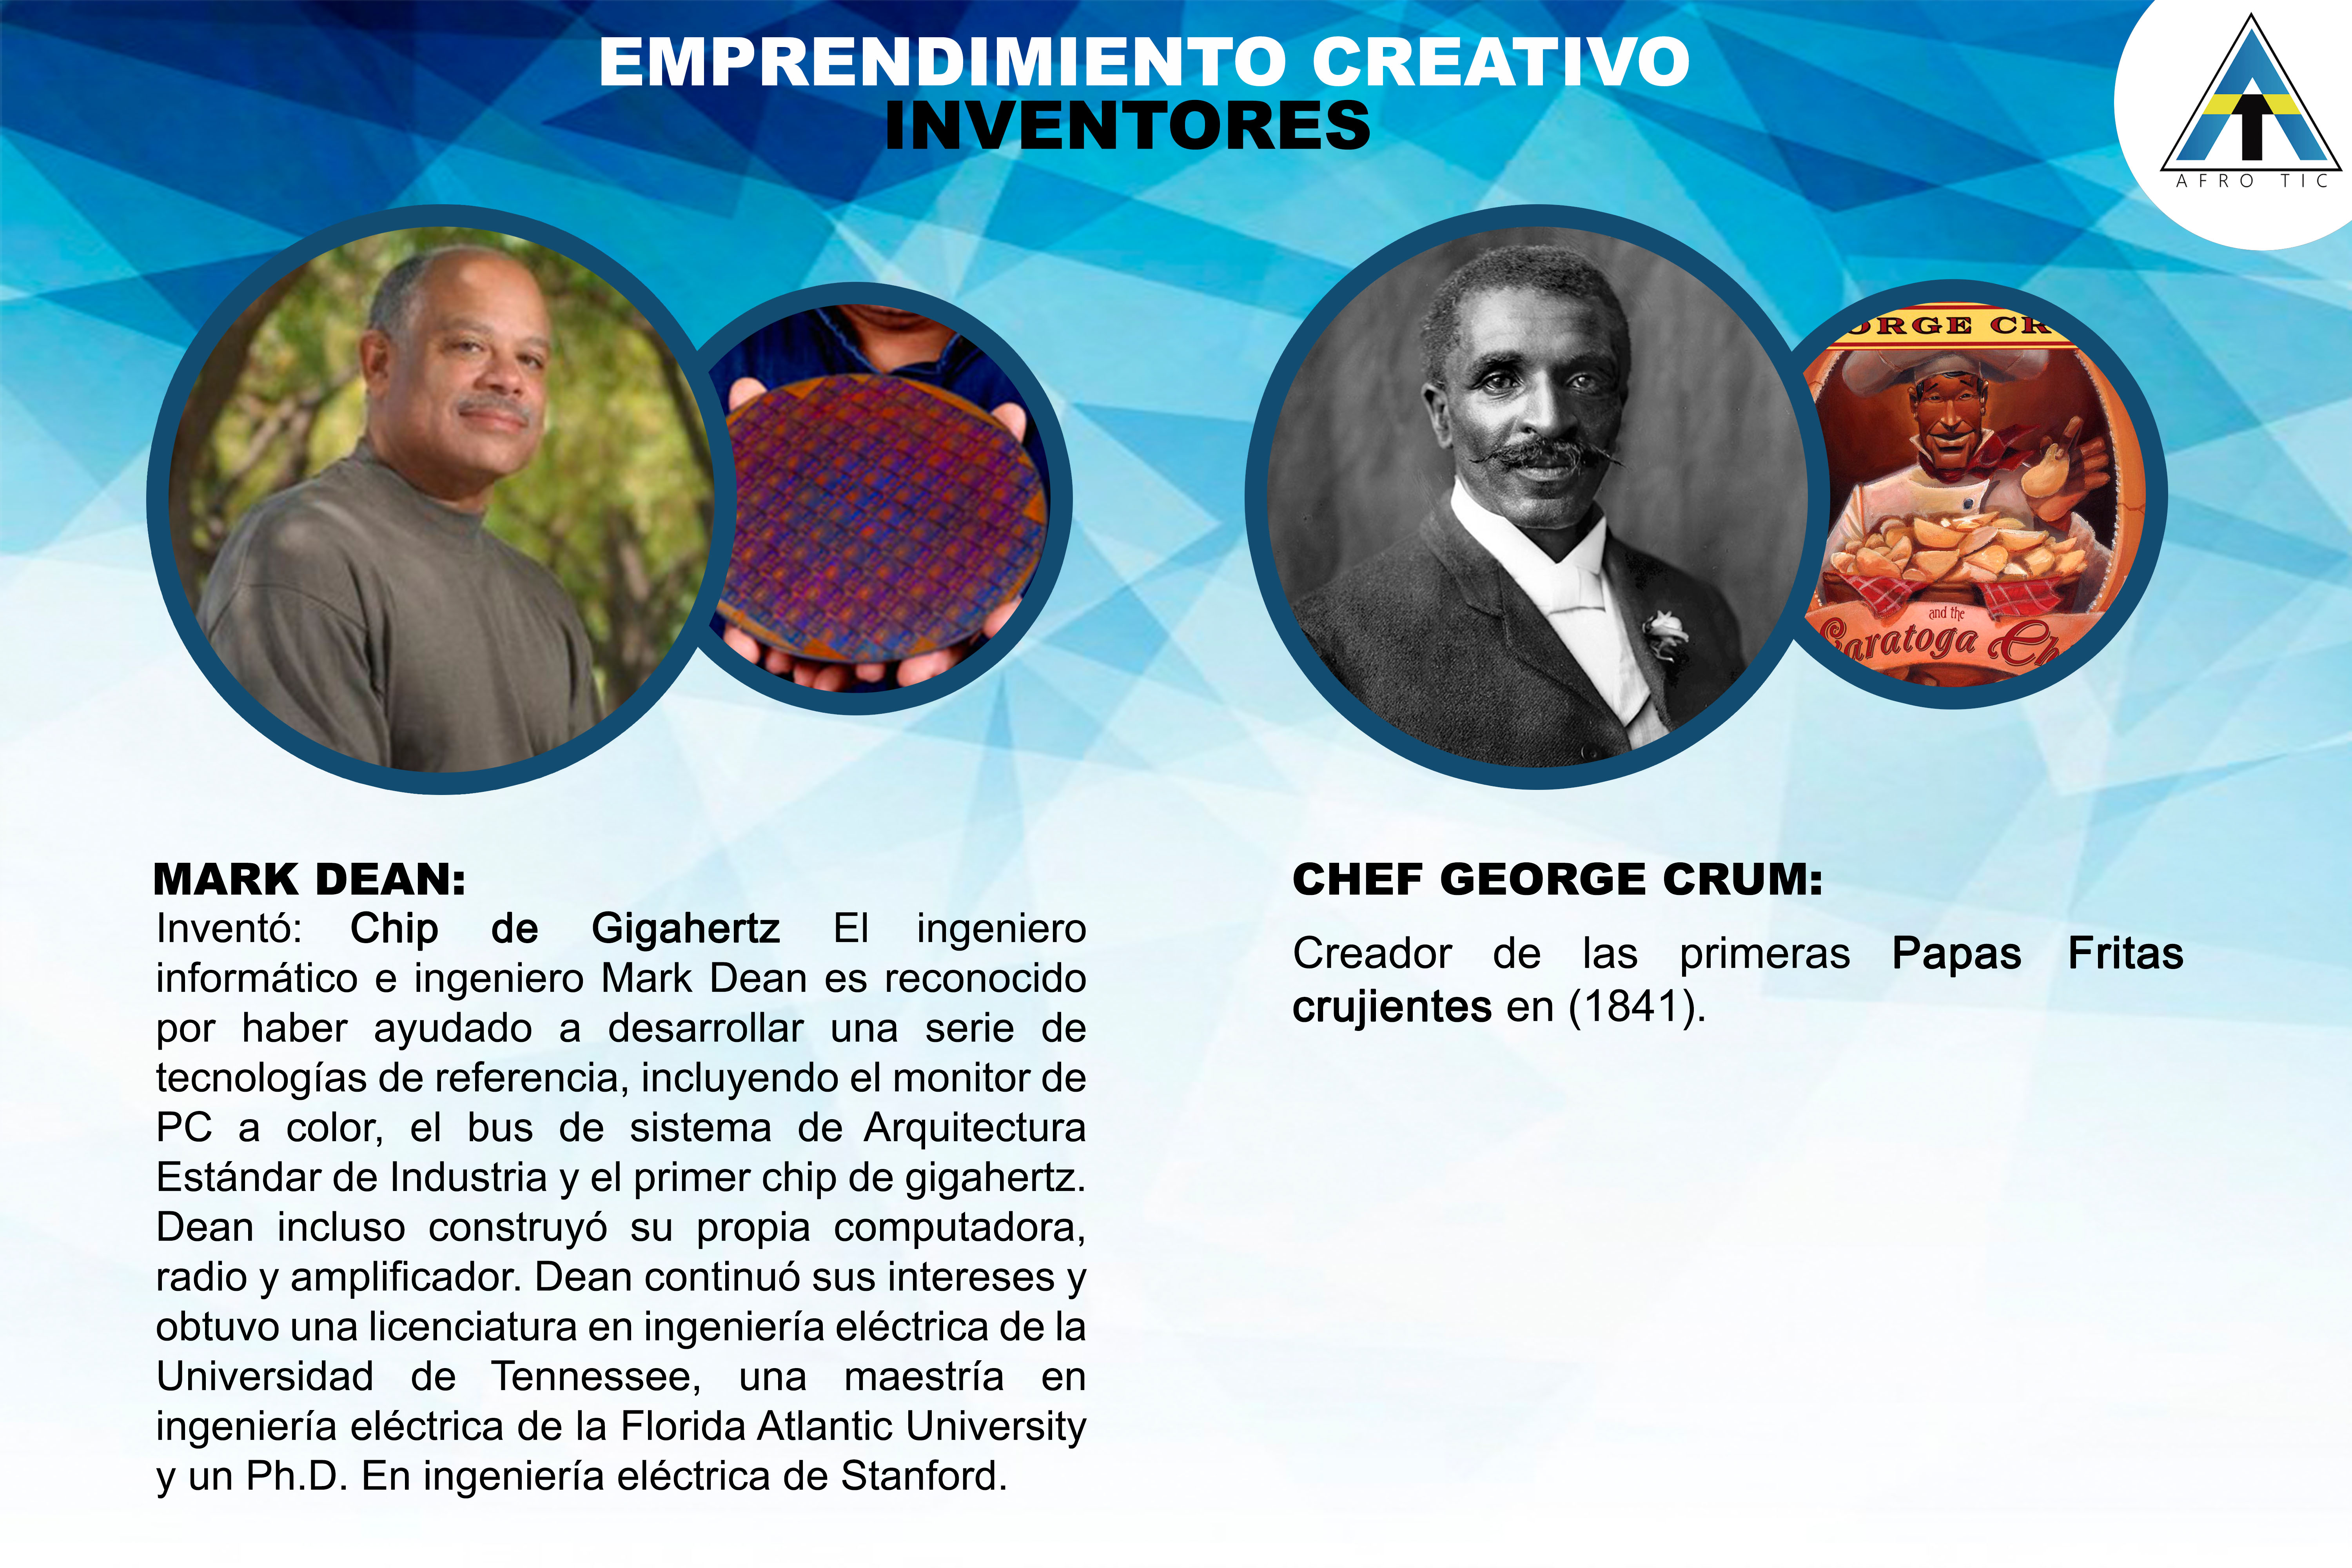 EMPRENDIMIENTO CREATIVO
INVENTORES
AFRO TIC
ORGE CR
and the
Saratoga Ch
MARK DEAN:
Inventó: Chip de Gigahertz El ingeniero
informático e ingeniero Mark Dean es reconocido
por haber ayudado a desarrollar una serie de
tecnologías de referencia, incluyendo el monitor de
PC a color, el bus de sistema de Arquitectura
Estándar de Industria y el primer chip de gigahertz.
Dean incluso construyó su propia computadora,
radio y amplificador. Dean continuó sus intereses y
obtuvo una licenciatura en ingeniería eléctrica de la
Universidad de Tennessee, una maestría en
ingeniería eléctrica de la Florida Atlantic University
y un Ph.D. En ingeniería eléctrica de Stanford.
CHEF GEORGE CRUM:
Creador de las primeras Papas Fritas
crujientes en (1841).